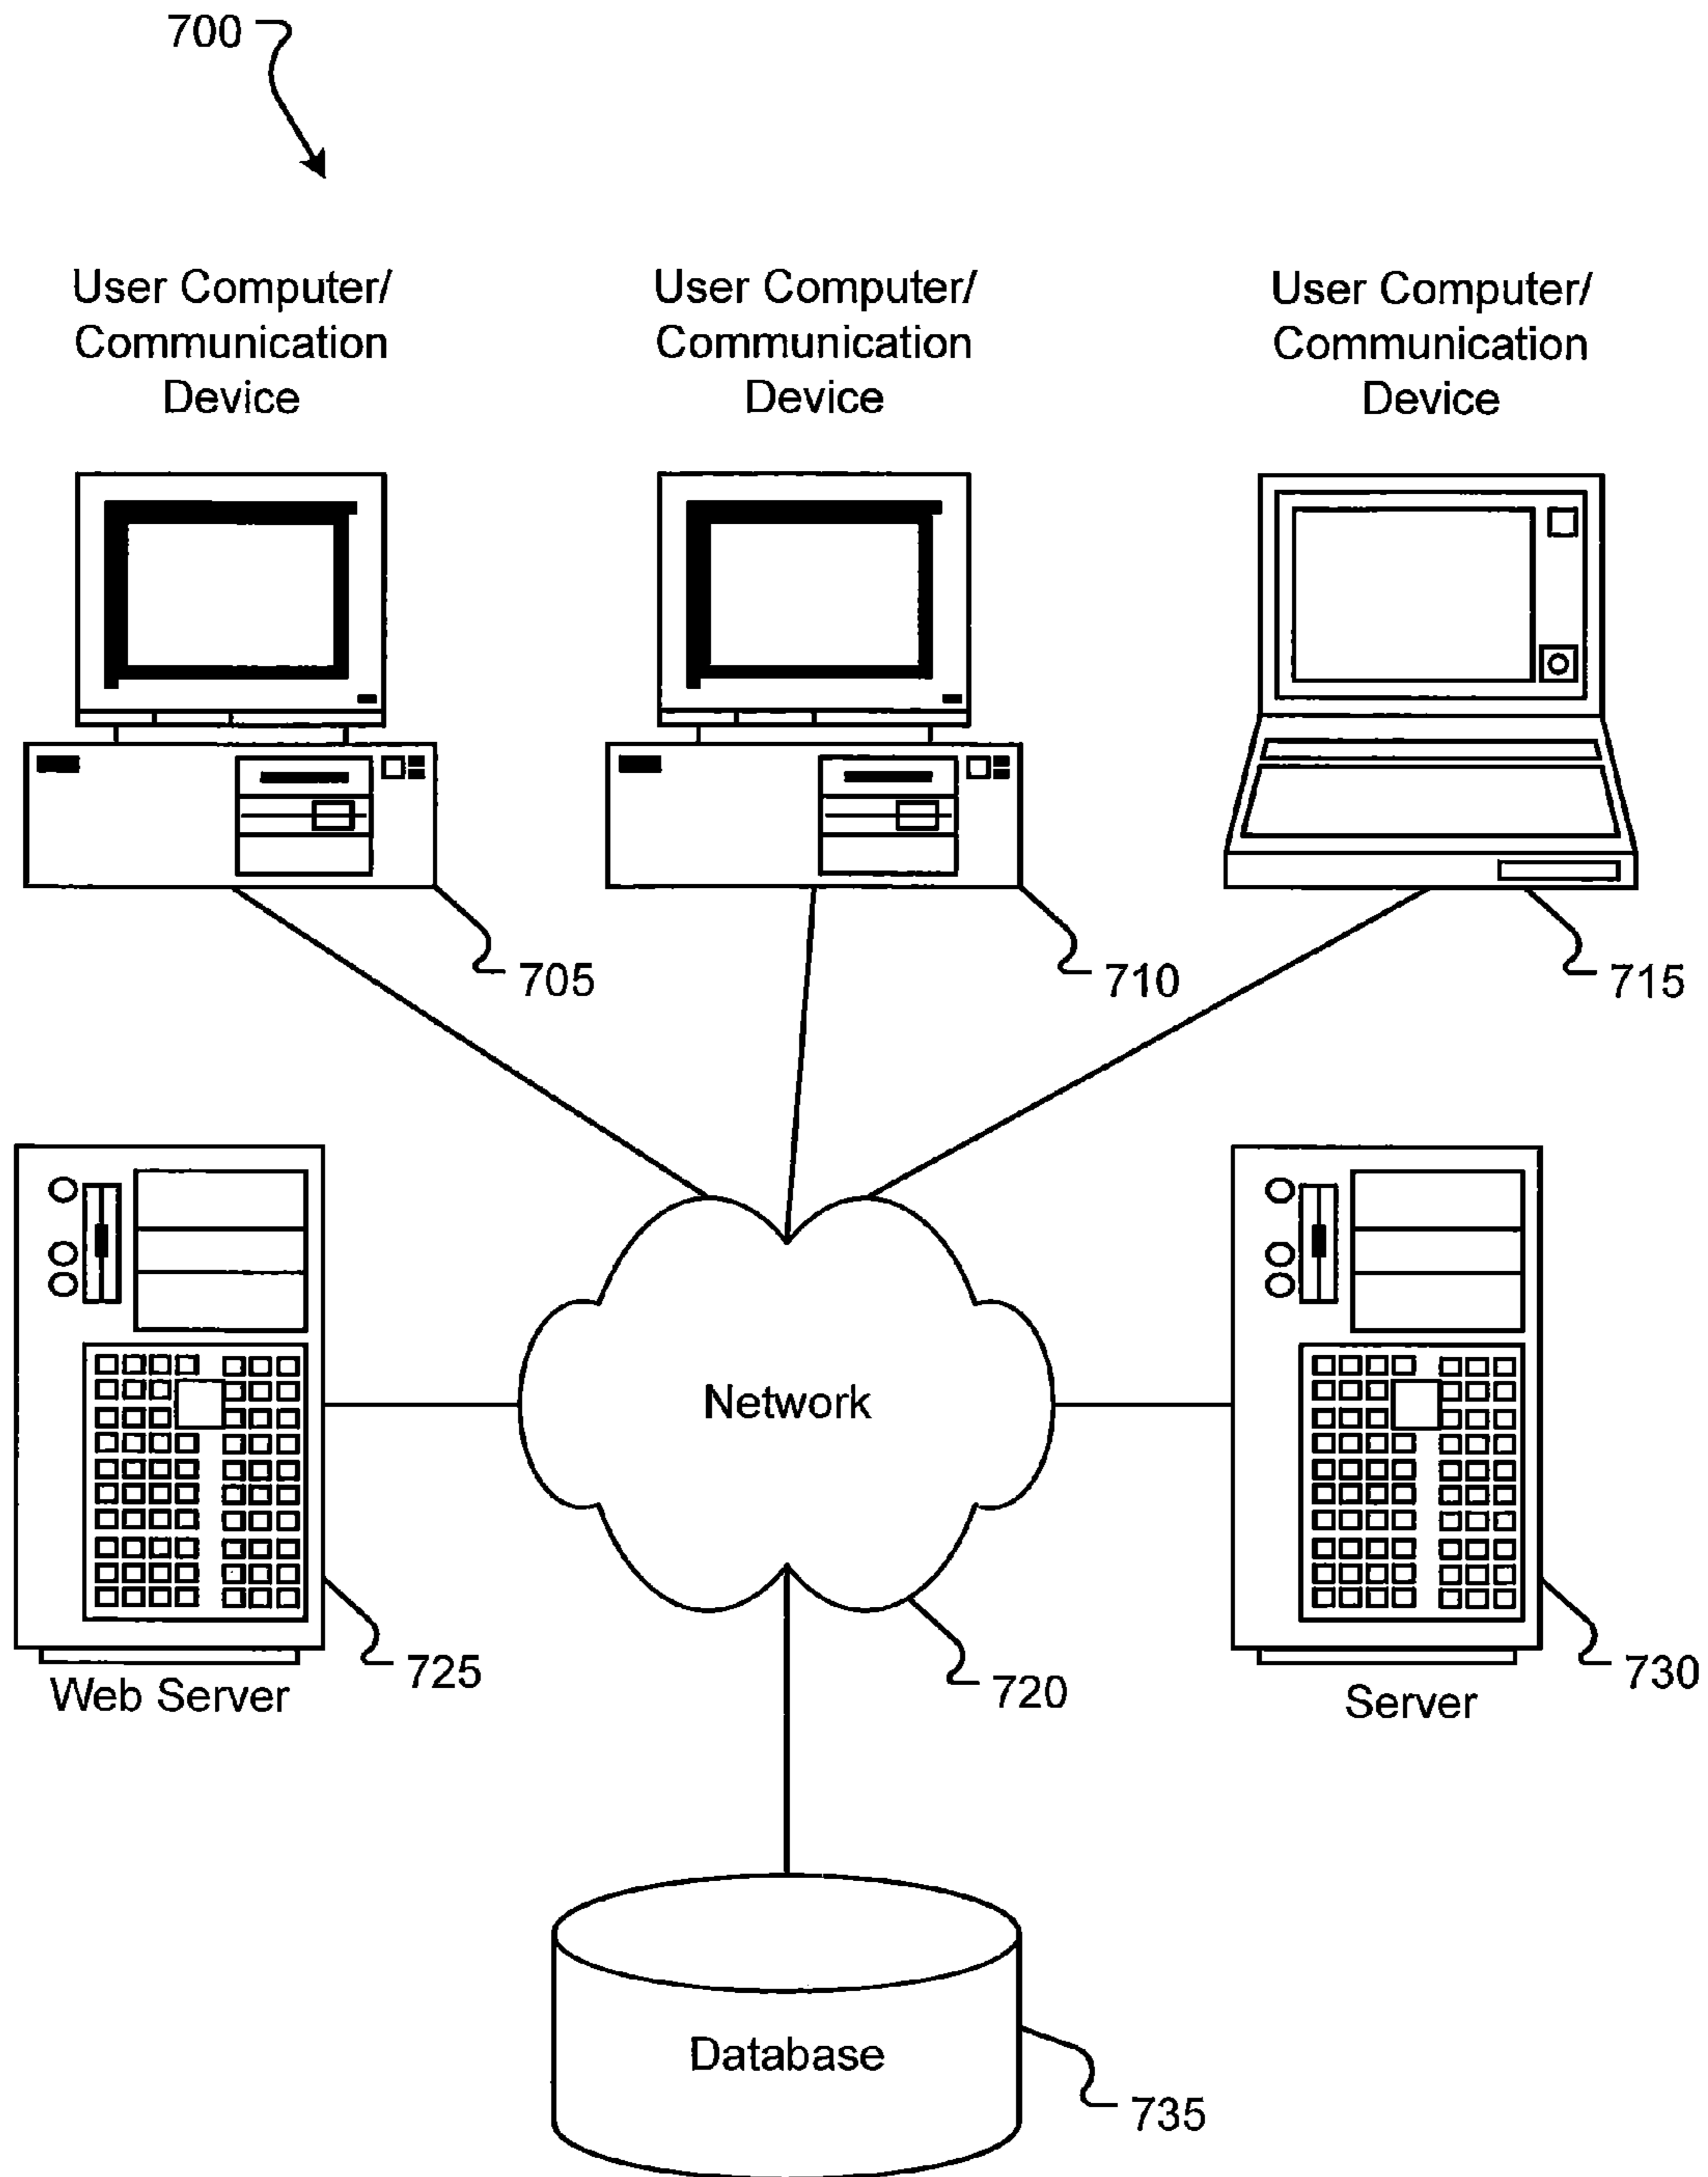 700
User Computer/
Communication
Device
User Computer/
Communication
Device
User Computer/
Communication
Device
705
710
715
Network
725
Web Server
720
730
Server
Database
735